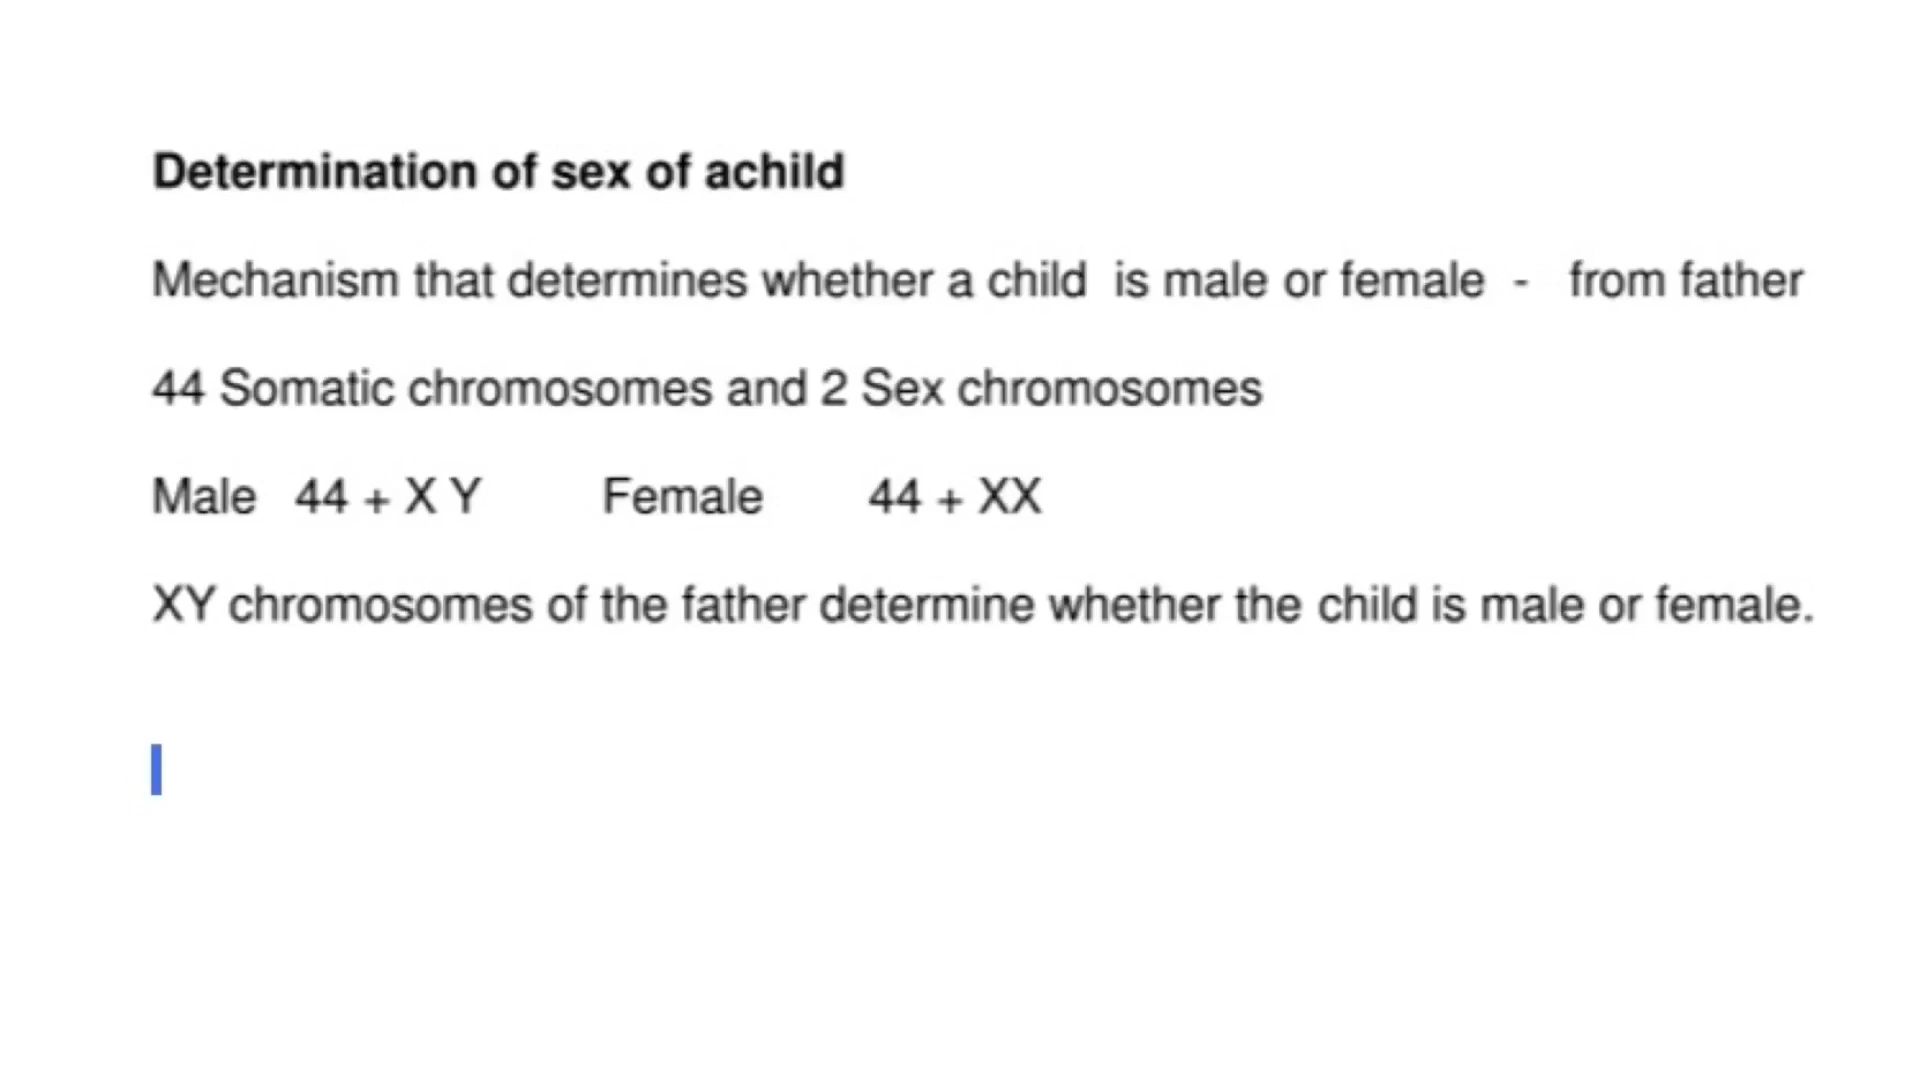 Determination of sex of achild
Mechanism that determines whether a child is male or female - from father
44 Somatic chromosomes and 2 Sex chromosomes
Male 44 + X Y Female 44 + XX
XY chromosomes of the father determine whether the child is male or female.